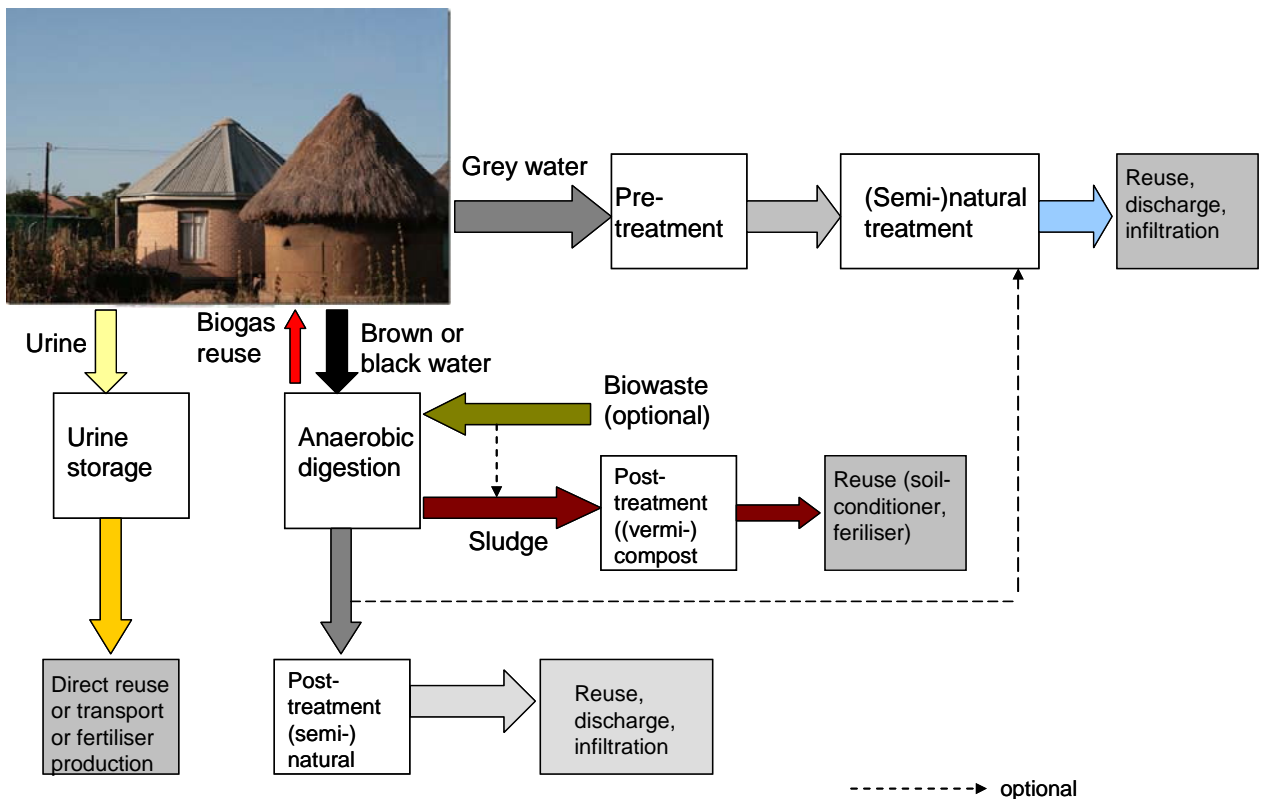 Grey water
Pre-
treatment
(Semi-)natural
treatment
Reuse,
discharge,
infiltration
Urine
Biogas
reuse
Brown or
black water
Biowaste
(optional)
Urine
storage
Anaerobic
digestion
Sludge
Post-
treatment
((vermi-)
compost
Reuse (soil-
conditioner,
feriliser)
Direct reuse
or transport
or fertiliser
production
Post-
treatment
(semi-)
natural
Reuse,
discharge,
infiltration
optional